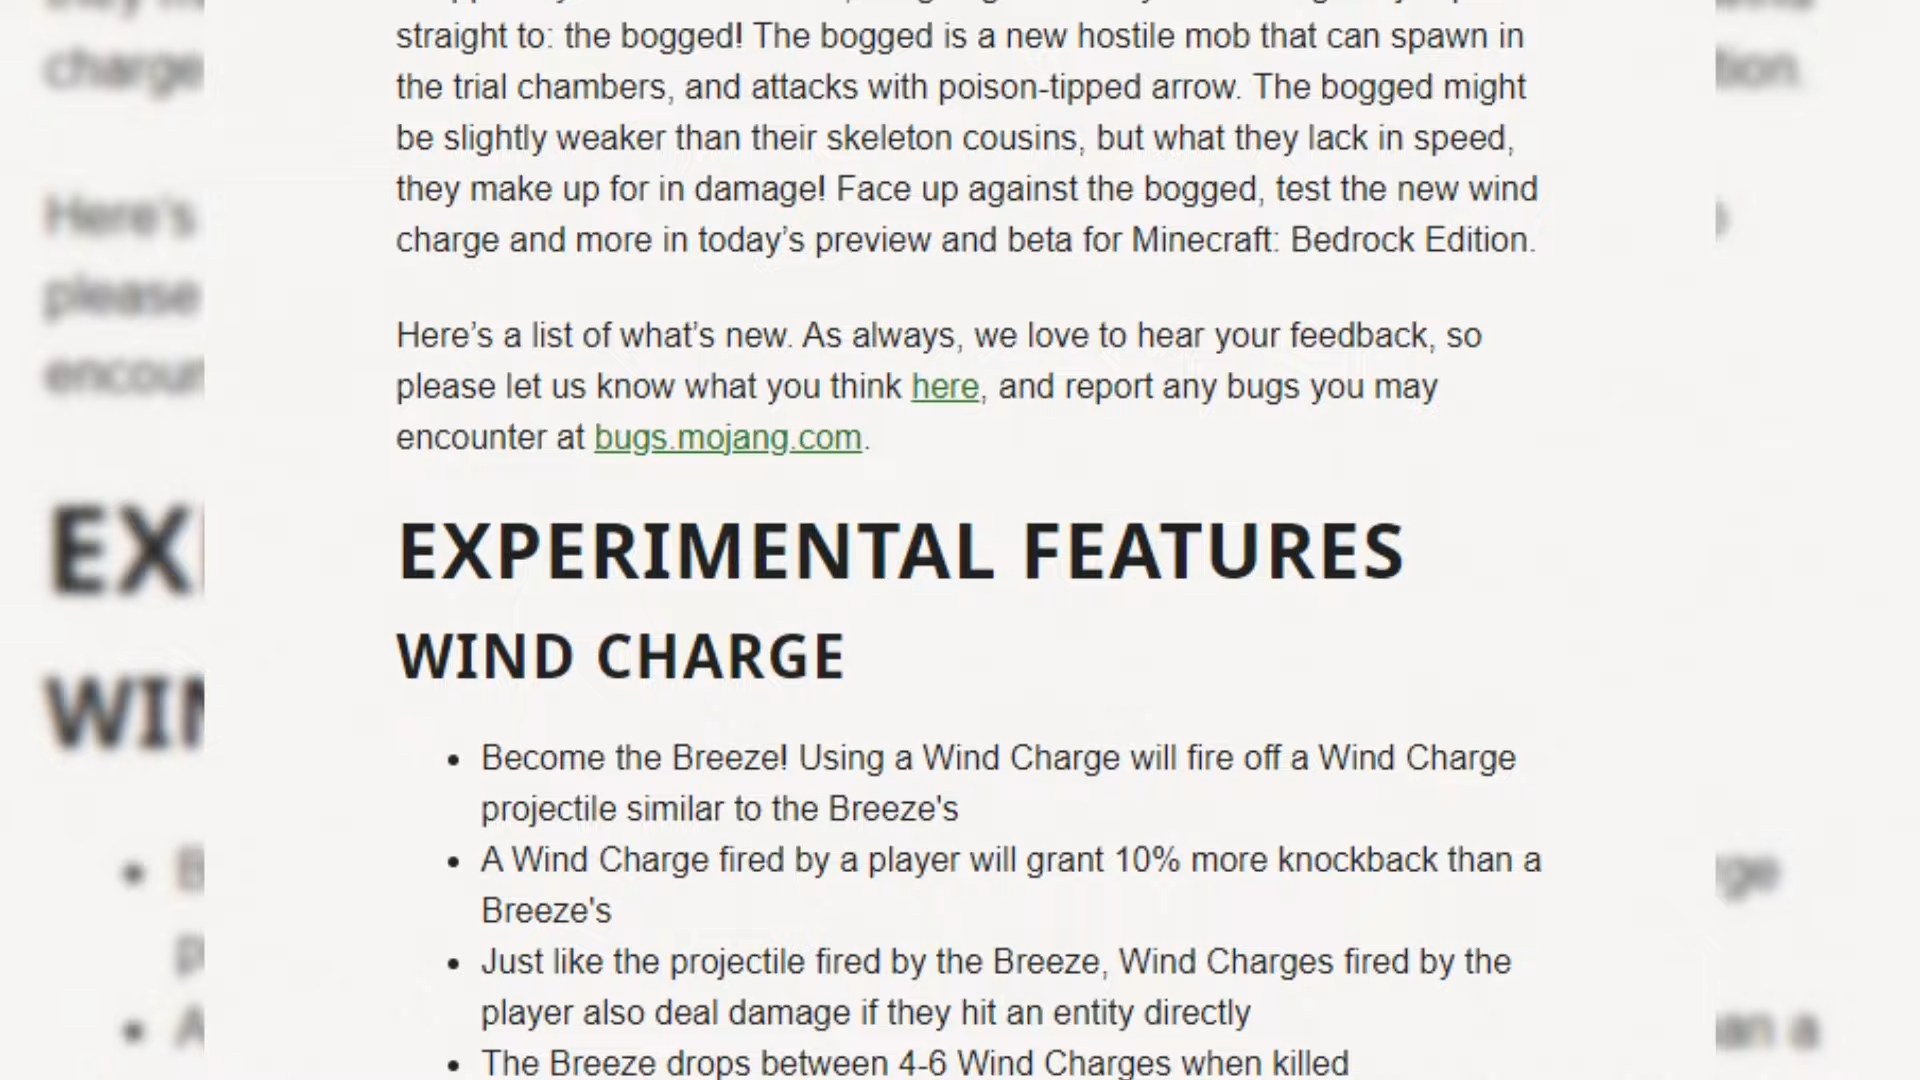 straight to: the bogged! The bogged is a new hostile mob that can spawn in
the trial chambers, and attacks with poison-tipped arrow. The bogged might
be slightly weaker than their skeleton cousins, but what they lack in speed,
they make up for in damage! Face up against the bogged, test the new wind
charge and more in today’s preview and beta for Minecraft: Bedrock Edition.
Here’s a list of what’s new. As always, we love to hear your feedback, so
please let us know what you think here, and report any bugs you may
encounter at bugs.mojang.com.
EXPERIMENTAL FEATURES
WIND CHARGE
• Become the Breeze! Using a Wind Charge will fire off a Wind Charge
projectile similar to the Breeze's
• A Wind Charge fired by a player will grant 10% more knockback than a
Breeze's
• Just like the projectile fired by the Breeze, Wind Charges fired by the
player also deal damage if they hit an entity directly
• The Breeze drops between 4-6 Wind Charges when killed